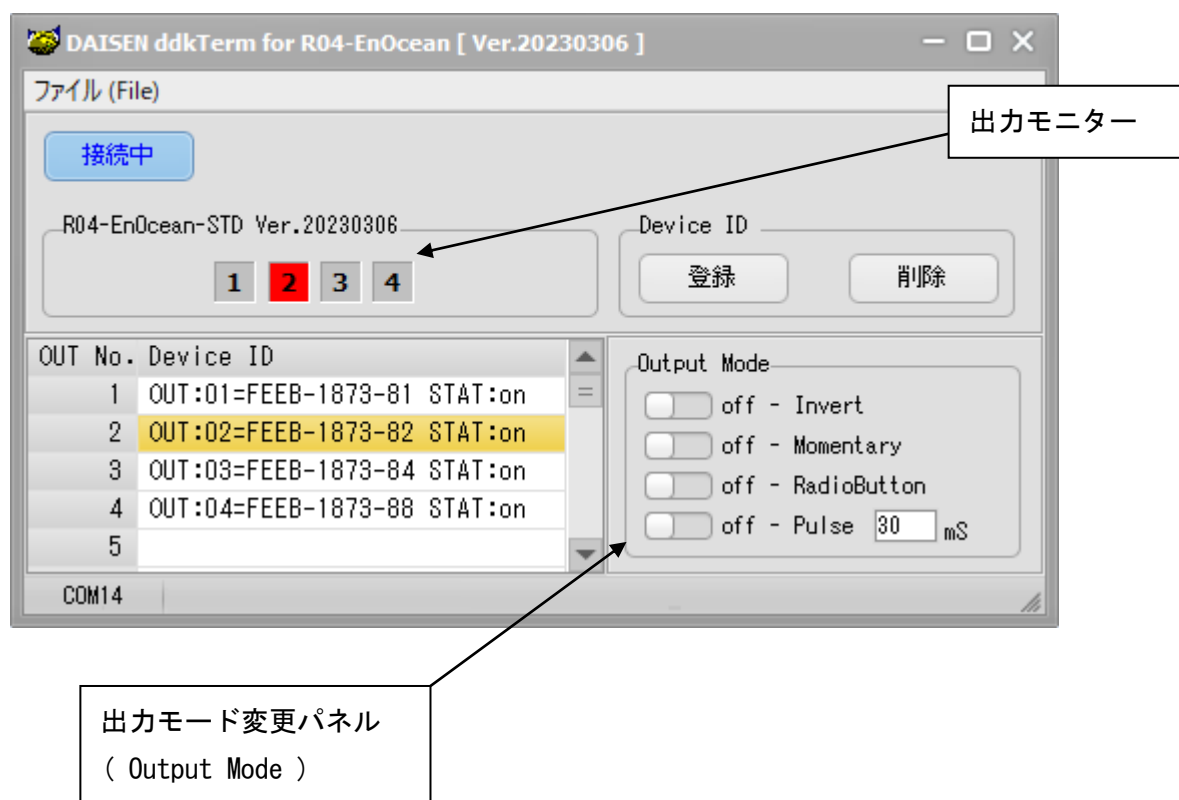 DAISEN ddkTerm for R04-EnOcean [ Ver.20230306 ]
ファイル (File)
出力モニター
接続中
R04-EnOcean-STD Ver.20230306
1 2 3 4
Device ID
登録 削除
OUT No. Device ID
1 OUT:01=FEEB-1873-81 STAT:on
2 OUT:02=FEEB-1873-82 STAT:on
3 OUT:03=FEEB-1873-84 STAT:on
4 OUT:04=FEEB-1873-88 STAT:on
5
Output Mode
off - Invert
off - Momentary
off - RadioButton
off - Pulse 30 mS
COM14
出力モード変更パネル
( Output Mode )